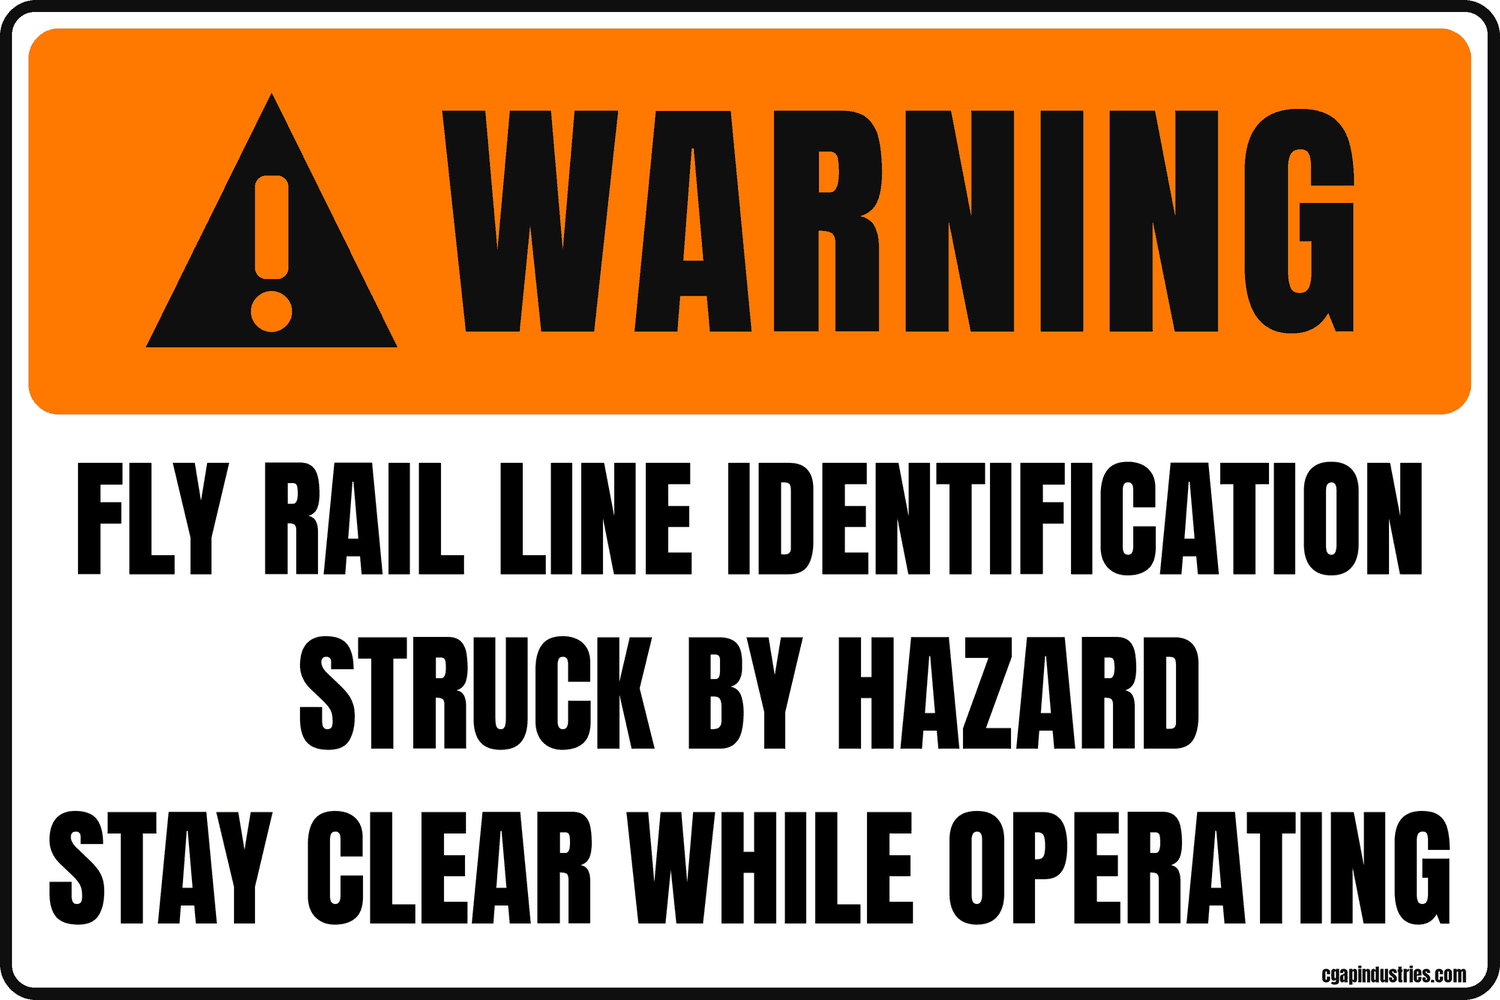 WARNING
FLY RAIL LINE IDENTIFICATION
STRUCK BY HAZARD
STAY CLEAR WHILE OPERATING
cgapindustries.com